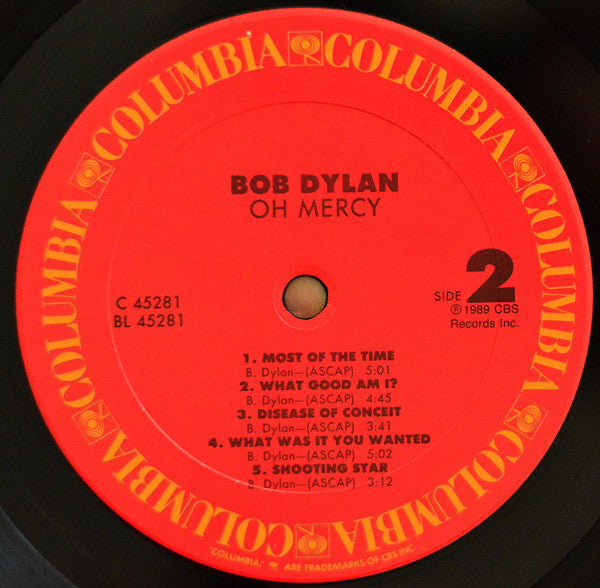 COLUMBIA COLUMBIA COLUMBIA COLUMBIA COLUMBIA COLUMBIA COLUMBIA COLUMBIA
BOB DYLAN
OH MERCY
C 45281
BL 45281
SIDE 2
℗ 1989 CBS
Records Inc.
1. MOST OF THE TIME
B. Dylan—(ASCAP) 5:01
2. WHAT GOOD AM I?
B. Dylan—(ASCAP) 4:45
3. DISEASE OF CONCEIT
B. Dylan—(ASCAP) 3:41
4. WHAT WAS IT YOU WANTED
B. Dylan—(ASCAP) 5:02
5. SHOOTING STAR
B. Dylan—(ASCAP) 3:12
"COLUMBIA," ARE TRADEMARKS OF CBS INC.